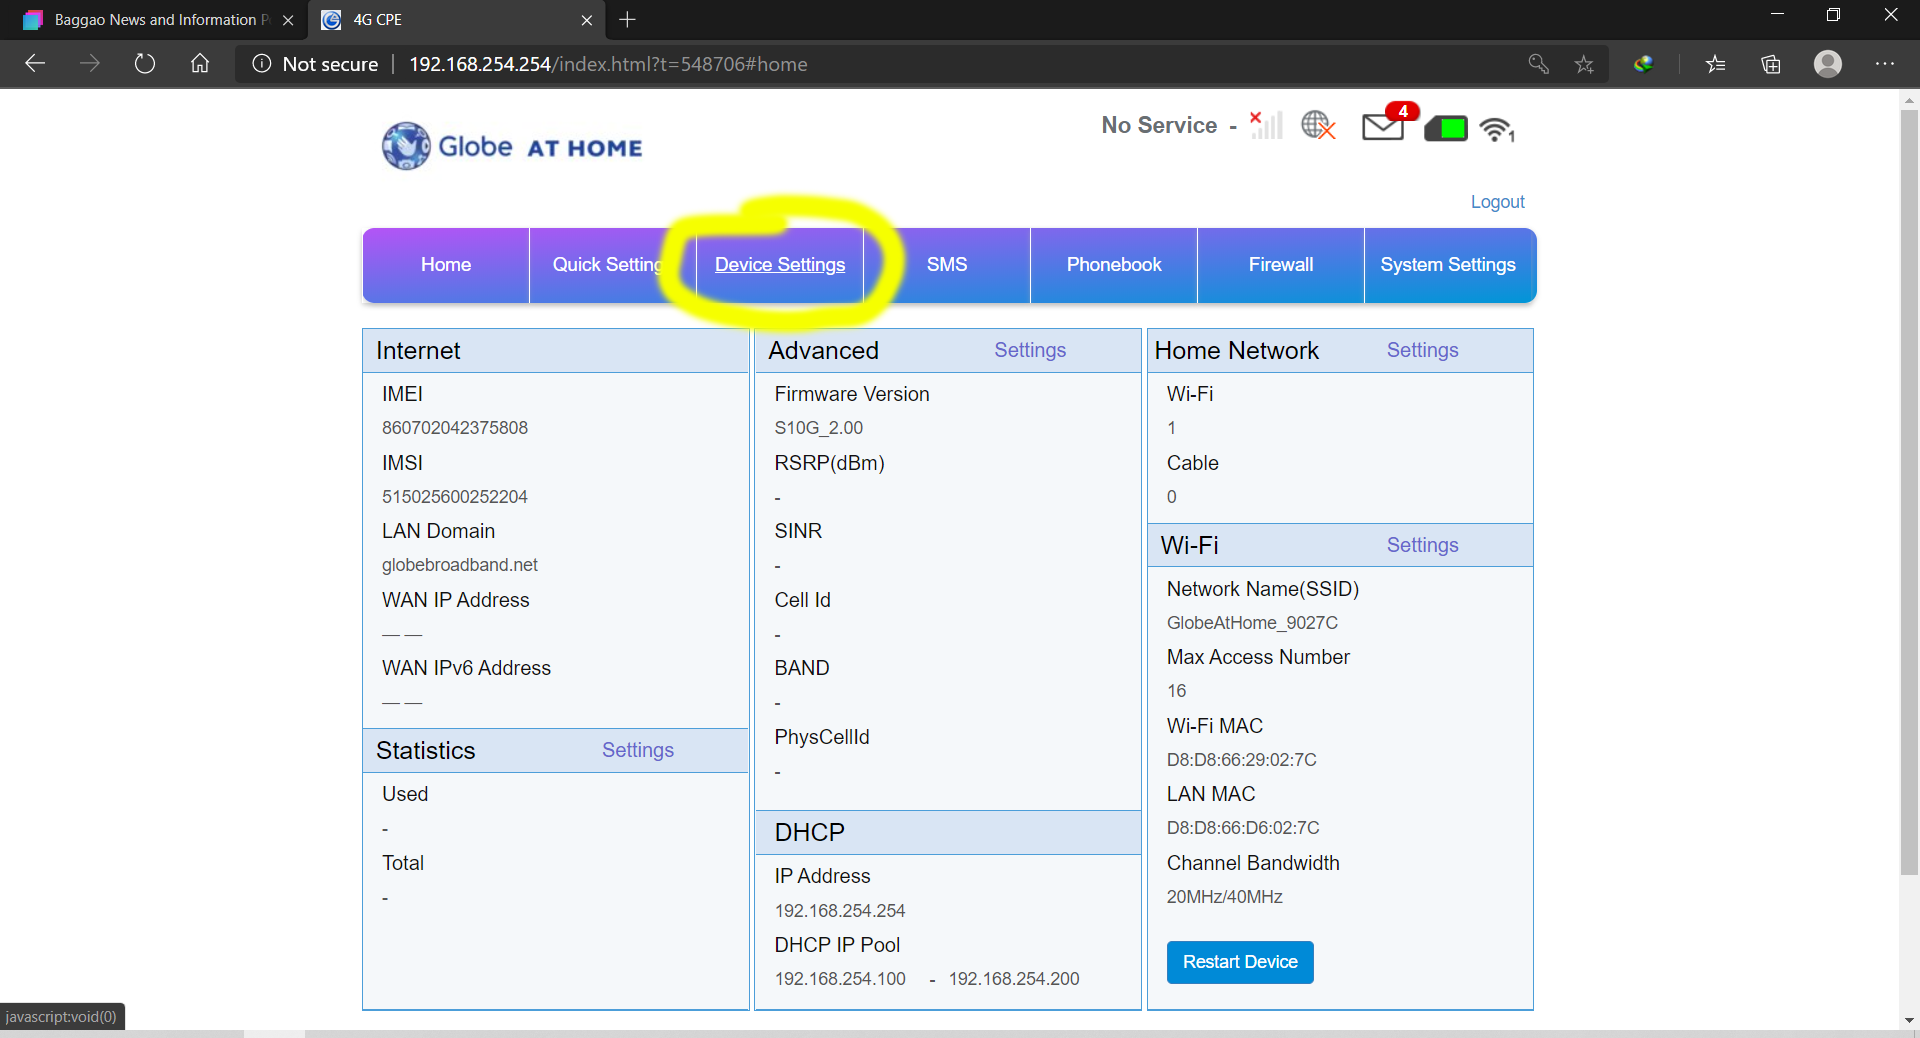 Baggao News and Information P
4G CPE
Not secure
192.168.254.254/index.html?t=548706#home
Globe AT HOME
No Service -
4
1
Logout
Home
Quick Setting
Device Settings
SMS
Phonebook
Firewall
System Settings
Internet
IMEI
860702042375808
IMSI
515025600252204
LAN Domain
globebroadband.net
WAN IP Address
— —
WAN IPv6 Address
— —
Statistics Settings
Used
-
Total
-
Advanced Settings
Firmware Version
S10G_2.00
RSRP(dBm)
-
SINR
-
Cell Id
-
BAND
-
PhysCellId
-
DHCP
IP Address
192.168.254.254
DHCP IP Pool
192.168.254.100 - 192.168.254.200
Home Network Settings
Wi-Fi
1
Cable
0
Wi-Fi Settings
Network Name(SSID)
GlobeAtHome_9027C
Max Access Number
16
Wi-Fi MAC
D8:D8:66:29:02:7C
LAN MAC
D8:D8:66:D6:02:7C
Channel Bandwidth
20MHz/40MHz
Restart Device
javascript:void(0)